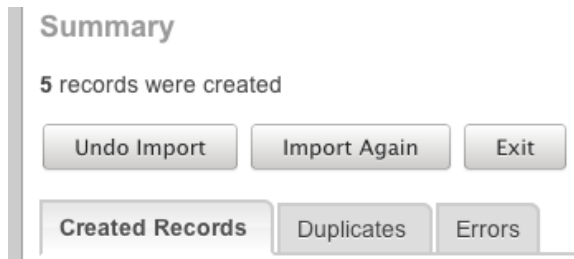 Summary
5 records were created
Undo Import Import Again Exit
Created Records Duplicates Errors